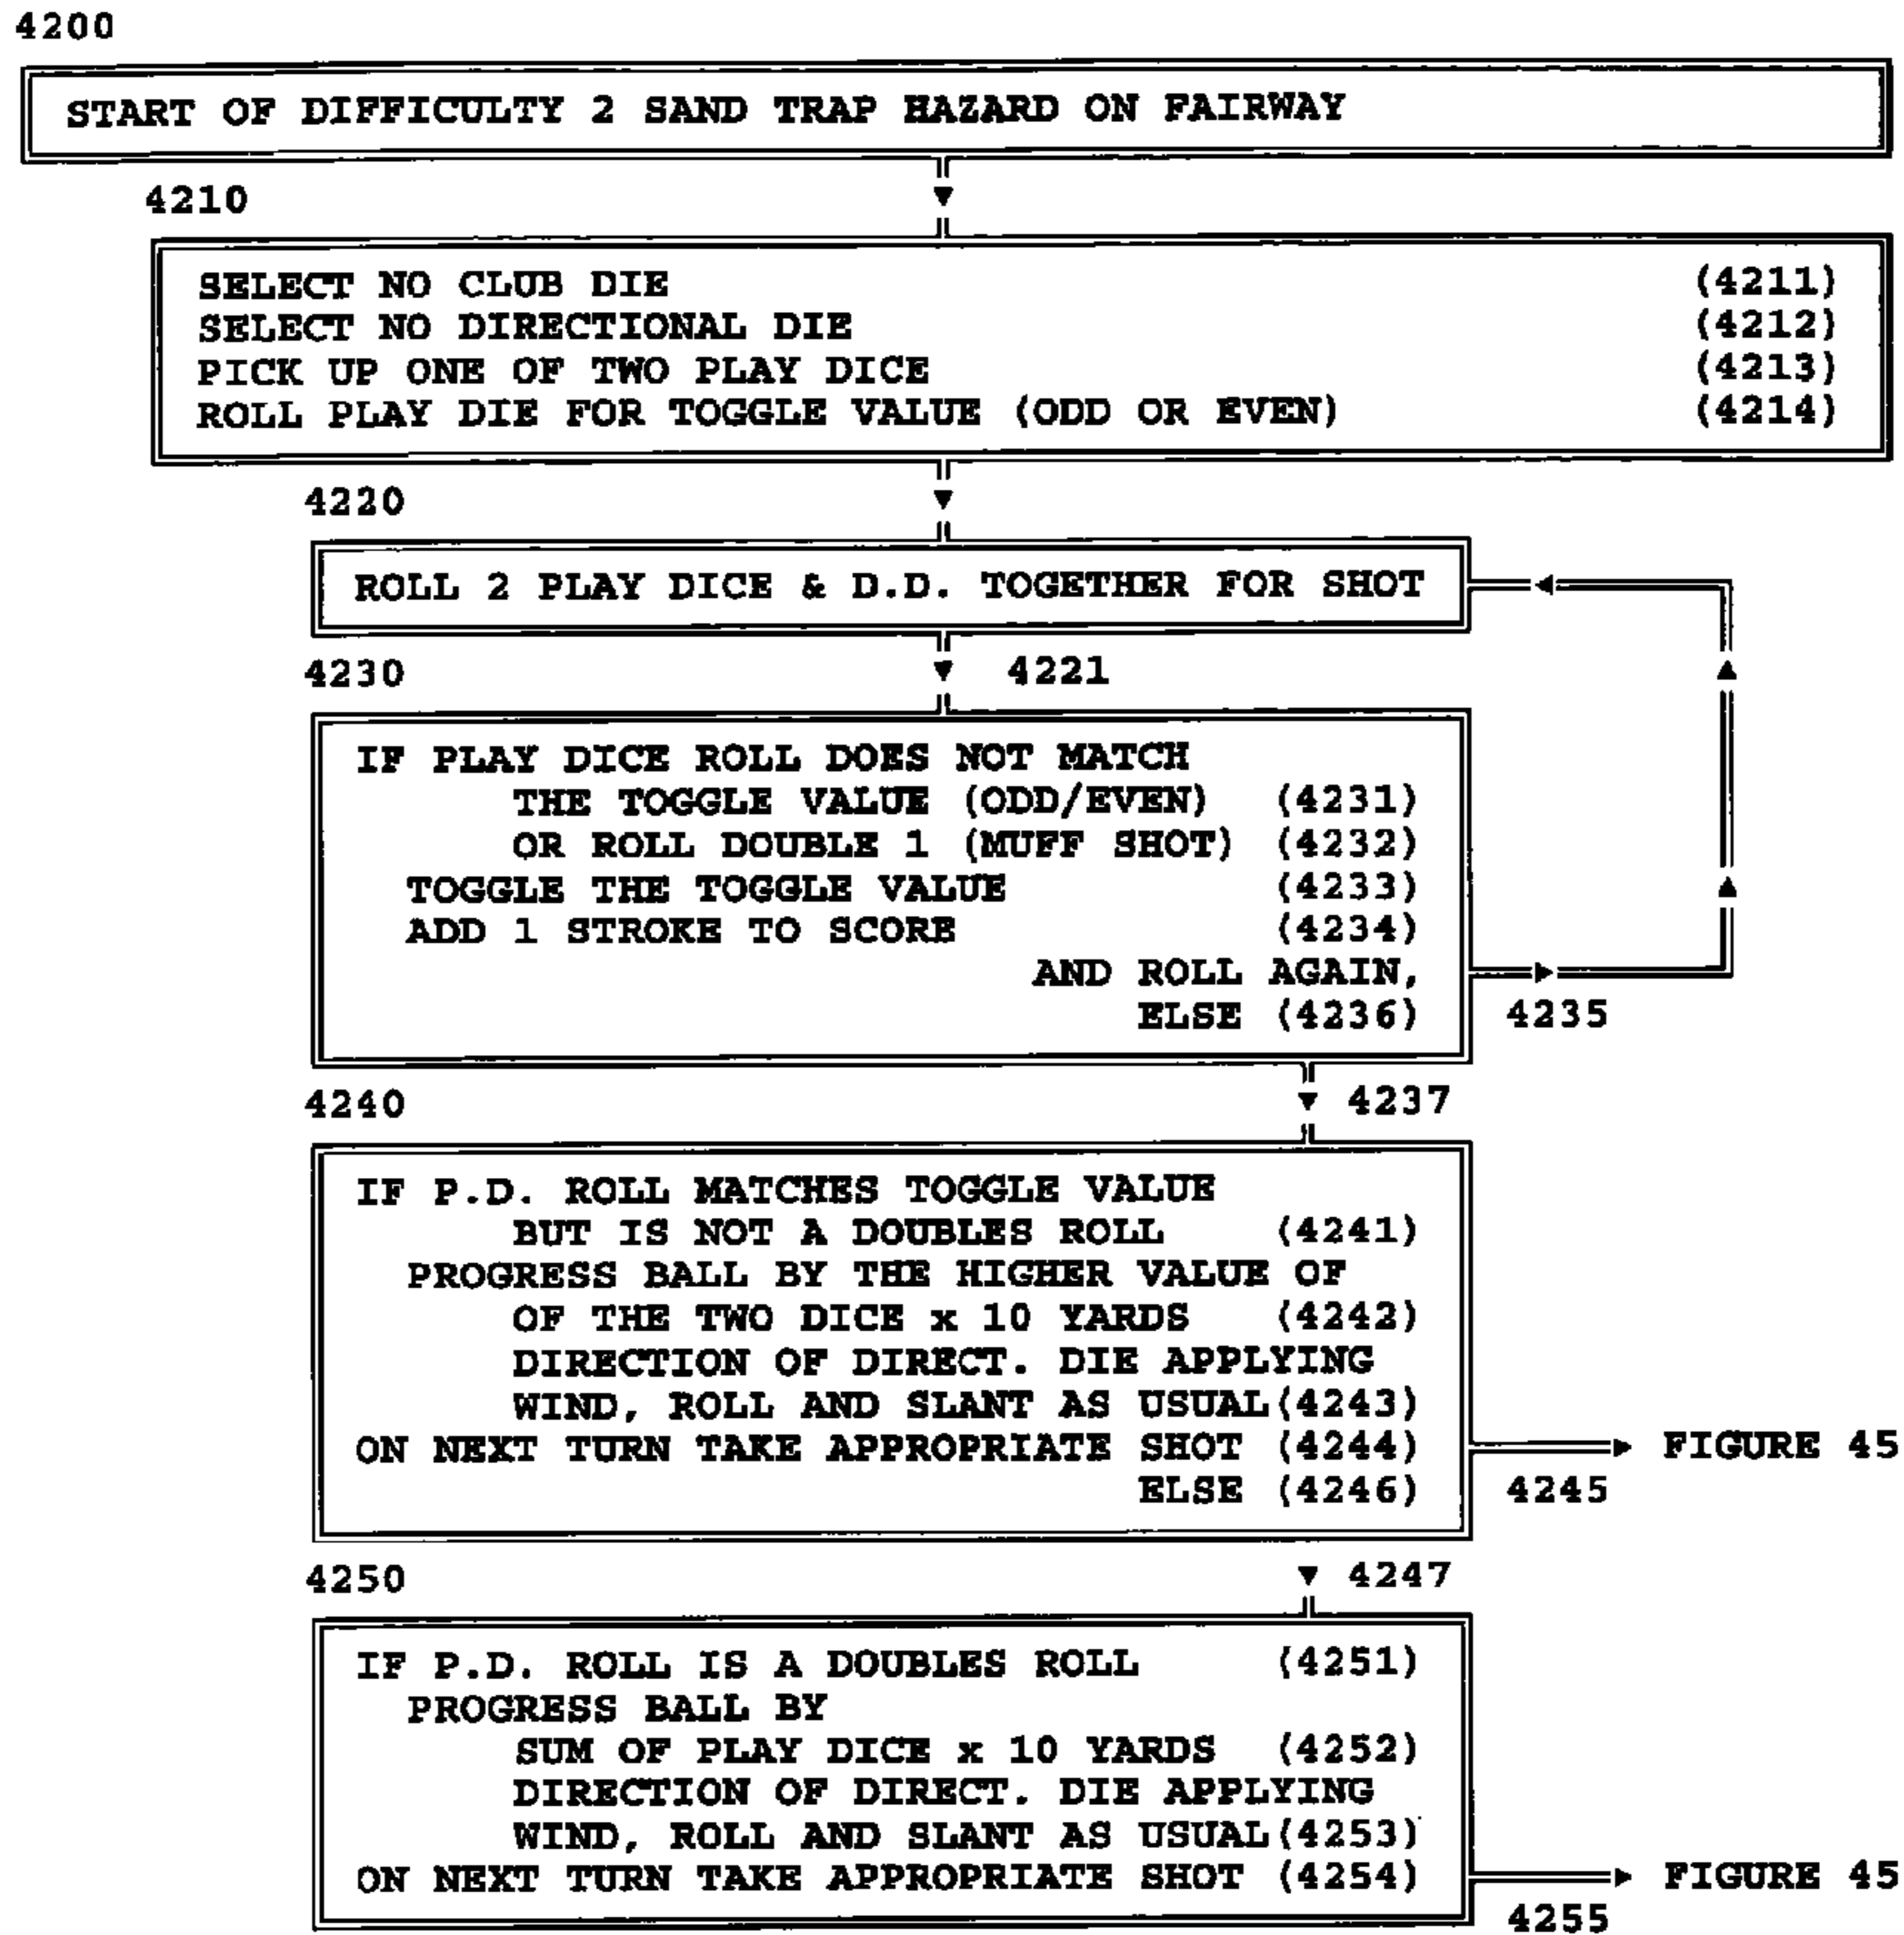 4200
START OF DIFFICULTY 2 SAND TRAP HAZARD ON FAIRWAY
4210
SELECT NO CLUB DIE (4211)
SELECT NO DIRECTIONAL DIE (4212)
PICK UP ONE OF TWO PLAY DICE (4213)
ROLL PLAY DIE FOR TOGGLE VALUE (ODD OR EVEN) (4214)
4220
ROLL 2 PLAY DICE & D.D. TOGETHER FOR SHOT
4230 4221
IF PLAY DICE ROLL DOES NOT MATCH
THE TOGGLE VALUE (ODD/EVEN) (4231)
OR ROLL DOUBLE 1 (MUFF SHOT) (4232)
TOGGLE THE TOGGLE VALUE (4233)
ADD 1 STROKE TO SCORE (4234)
AND ROLL AGAIN,
ELSE (4236) 4235
4240 4237
IF P.D. ROLL MATCHES TOGGLE VALUE
BUT IS NOT A DOUBLES ROLL (4241)
PROGRESS BALL BY THE HIGHER VALUE OF
OF THE TWO DICE x 10 YARDS (4242)
DIRECTION OF DIRECT. DIE APPLYING
WIND, ROLL AND SLANT AS USUAL(4243)
ON NEXT TURN TAKE APPROPRIATE SHOT (4244) FIGURE 45
ELSE (4246) 4245
4250 4247
IF P.D. ROLL IS A DOUBLES ROLL (4251)
PROGRESS BALL BY
SUM OF PLAY DICE x 10 YARDS (4252)
DIRECTION OF DIRECT. DIE APPLYING
WIND, ROLL AND SLANT AS USUAL(4253)
ON NEXT TURN TAKE APPROPRIATE SHOT (4254) FIGURE 45
4255